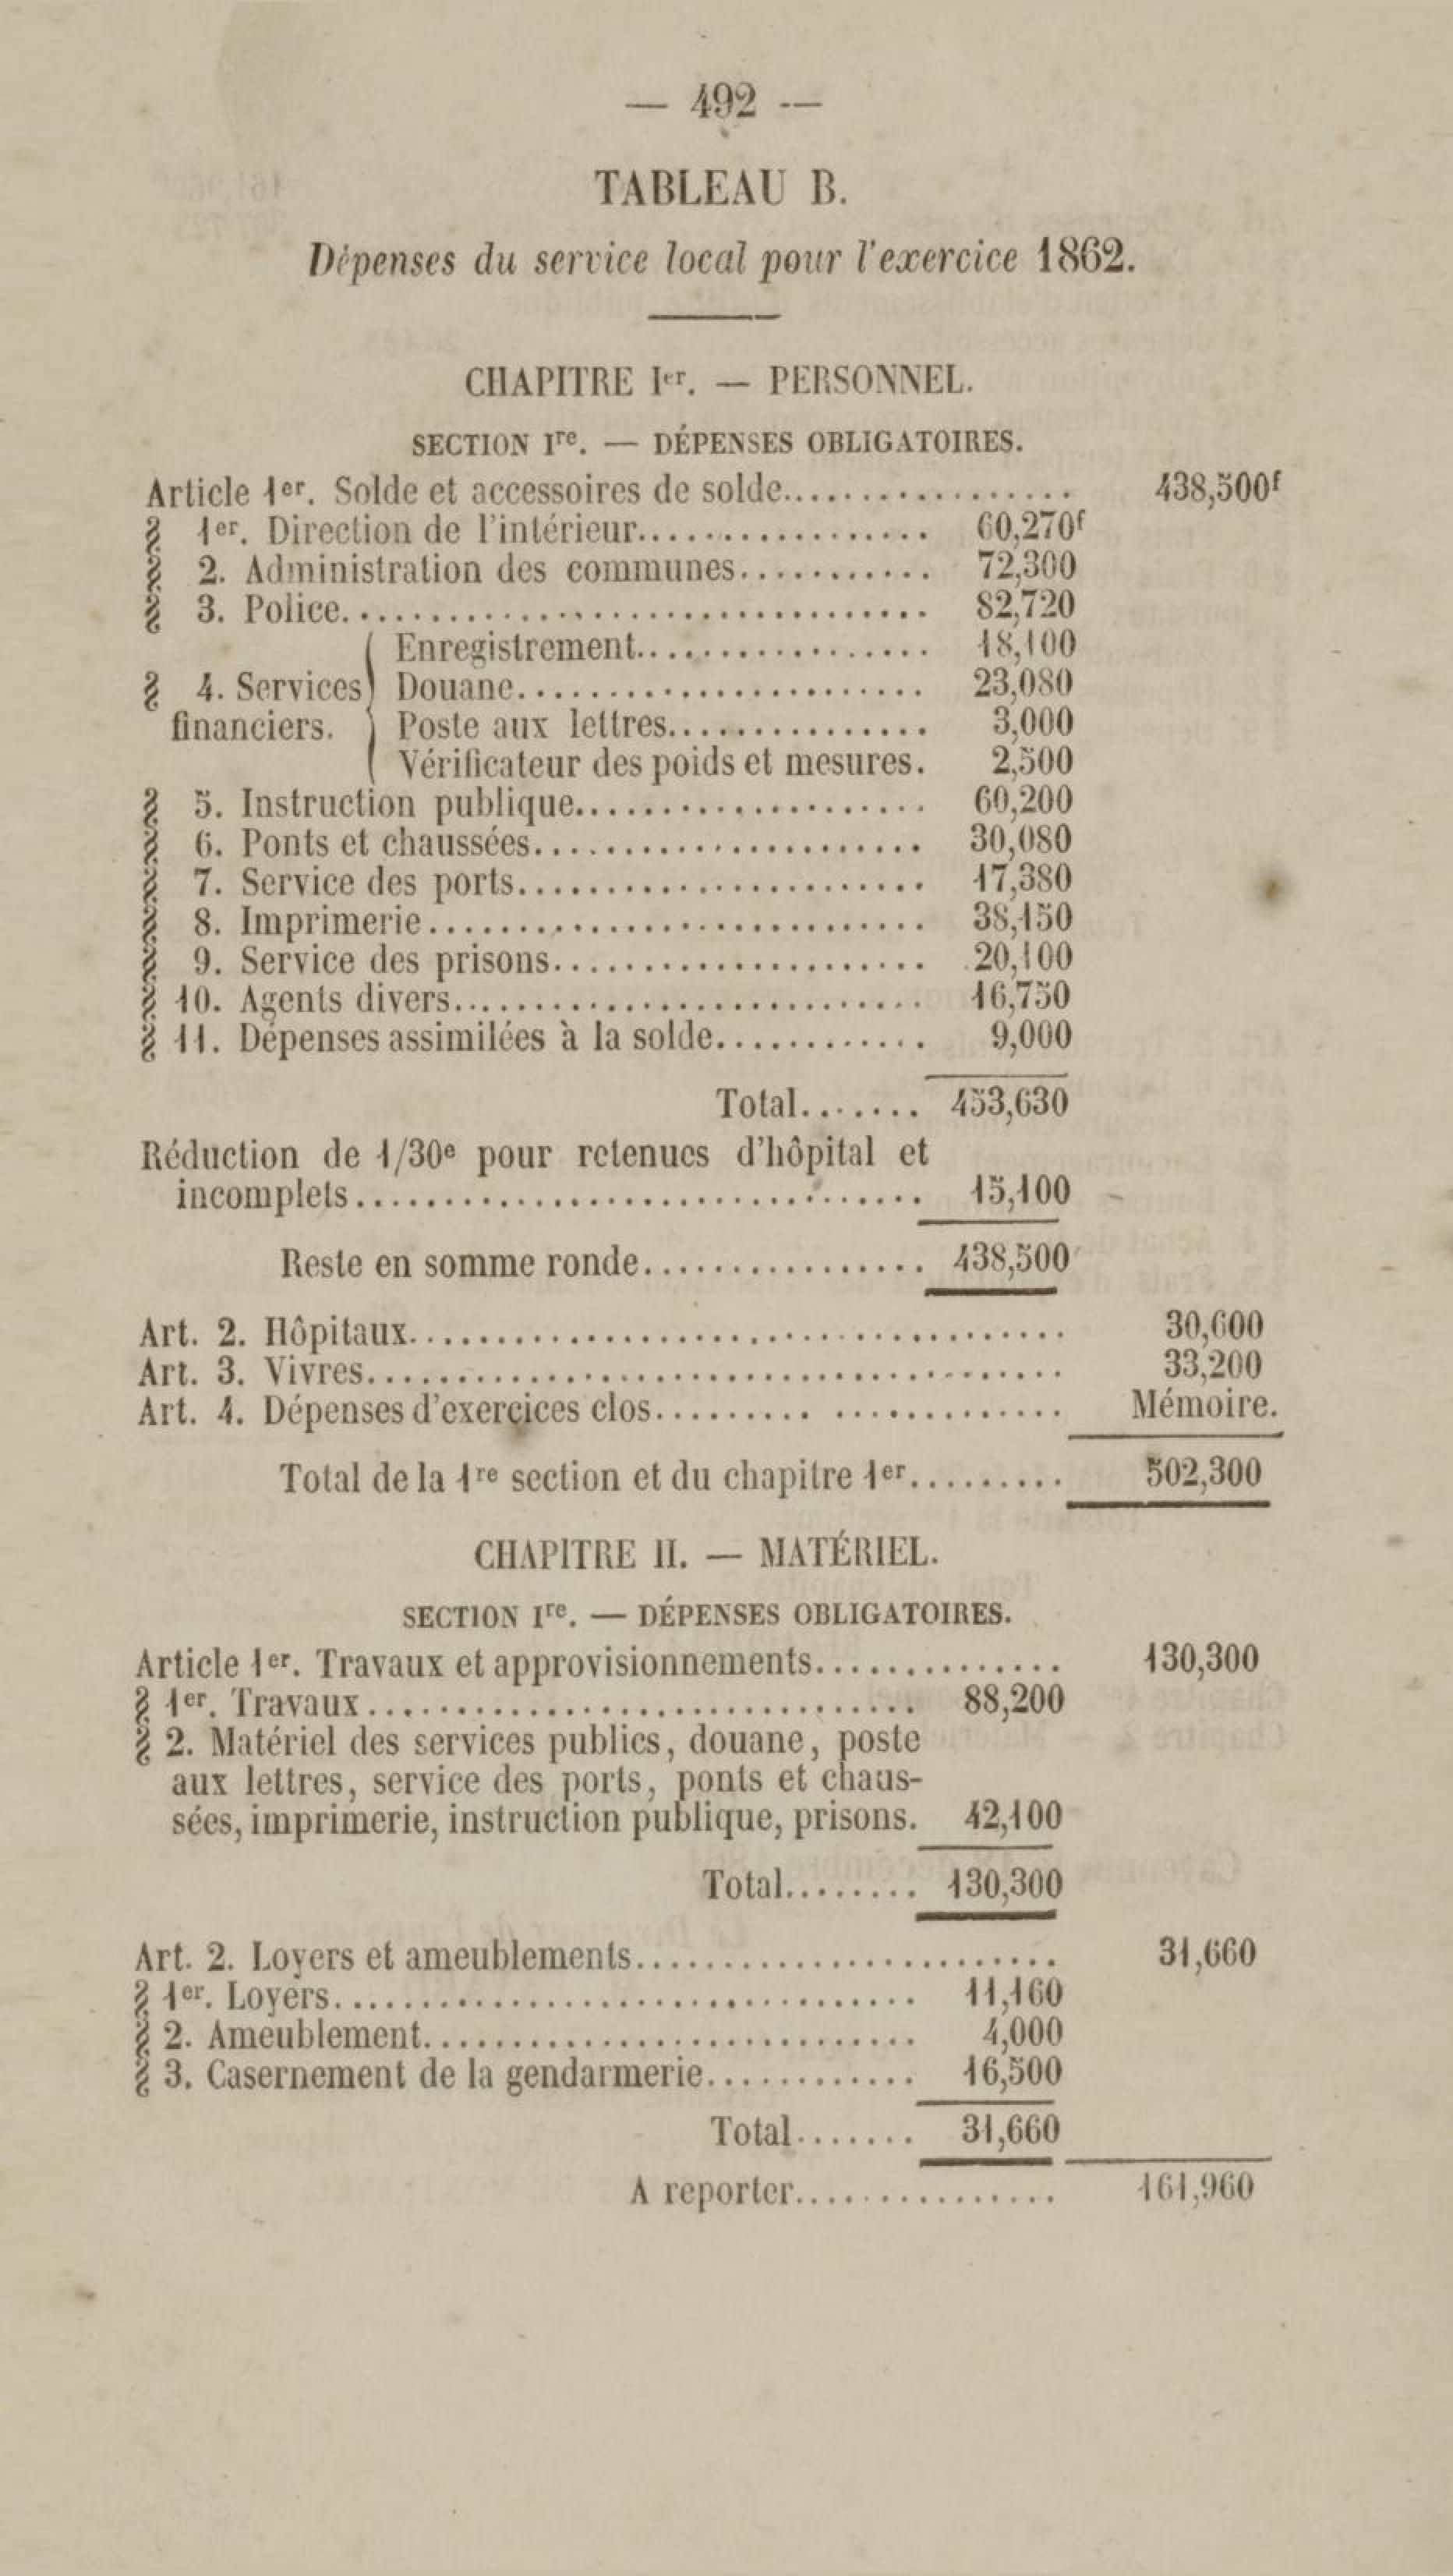 — 492 —
TABLEAU B.
Dépenses du service local pour l'exercice 1862.
CHAPITRE Ier. — PERSONNEL.
SECTION Ire. — DÉPENSES OBLIGATOIRES.
Article 1er. Solde et accessoires de solde.................. 438,500f
§ 1er. Direction de l'intérieur.................. 60,270f
§ 2. Administration des communes............ 72,300
§ 3. Police................................. 82,720
Enregistrement.................. 18,100
§ 4. Services Douane........................ 23,080
financiers. Poste aux lettres............... 3,000
Vérificateur des poids et mesures. 2,500
§ 5. Instruction publique.................... 60,200
§ 6. Ponts et chaussées....................... 30,080
§ 7. Service des ports........................ 17,380
§ 8. Imprimerie.............................. 38,150
§ 9. Service des prisons...................... 20,100
§ 10. Agents divers............................ 16,750
§ 11. Dépenses assimilées à la solde............ 9,000
Total........ 453,630
Réduction de 1/30e pour retenues d'hôpital et
incomplets.................................. 15,100
Reste en somme ronde................. 438,500
Art. 2. Hôpitaux....................................... 30,600
Art. 3. Vivres.......................................... 33,200
Art. 4. Dépenses d'exercices clos......... ............. Mémoire.
Total de la 1re section et du chapitre 1er......... 502,300
CHAPITRE II. — MATÉRIEL.
SECTION Ire. — DÉPENSES OBLIGATOIRES.
Article 1er. Travaux et approvisionnements............... 130,300
§ 1er. Travaux................................. 88,200
§ 2. Matériel des services publics, douane, poste
aux lettres, service des ports, ponts et chaus-
sées, imprimerie, instruction publique, prisons. 42,100
Total........ 130,300
Art. 2. Loyers et ameublements......................... 31,660
§ 1er. Loyers................................... 11,160
§ 2. Ameublement............................. 4,000
§ 3. Casernement de la gendarmerie............ 16,500
Total....... 31,660
A reporter................ 161,960